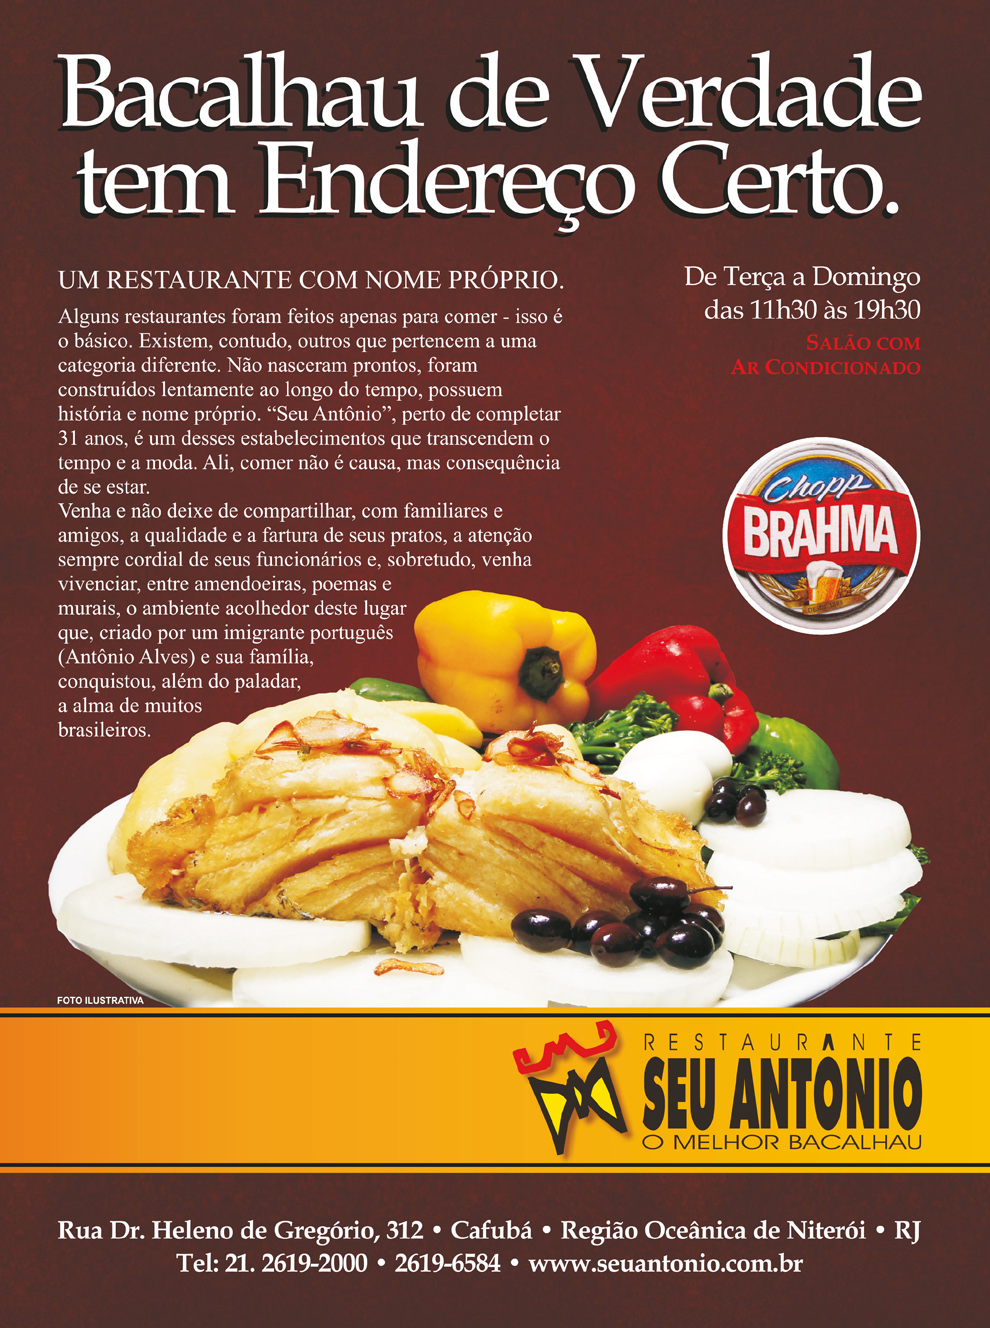 Bacalhau de Verdade
tem Endereço Certo.
UM RESTAURANTE COM NOME PRÓPRIO.
Alguns restaurantes foram feitos apenas para comer - isso é
o básico. Existem, contudo, outros que pertencem a uma
categoria diferente. Não nasceram prontos, foram
construídos lentamente ao longo do tempo, possuem
história e nome próprio. “Seu Antônio”, perto de completar
31 anos, é um desses estabelecimentos que transcendem o
tempo e a moda. Ali, comer não é causa, mas consequência
de se estar.
Venha e não deixe de compartilhar, com familiares e
amigos, a qualidade e a fartura de seus pratos, a atenção
sempre cordial de seus funcionários e, sobretudo, venha
vivenciar, entre amendoeiras, poemas e
murais, o ambiente acolhedor deste lugar
que, criado por um imigrante português
(Antônio Alves) e sua família,
conquistou, além do paladar,
a alma de muitos
brasileiros.
De Terça a Domingo
das 11h30 às 19h30
SALÃO COM
AR CONDICIONADO
Chopp
BRAHMA
FOTO ILUSTRATIVA
RESTAURANTE
SEU ANTÔNIO
O MELHOR BACALHAU
Rua Dr. Heleno de Gregório, 312 • Cafubá • Região Oceânica de Niterói • RJ
Tel: 21. 2619-2000 • 2619-6584 • www.seuantonio.com.br